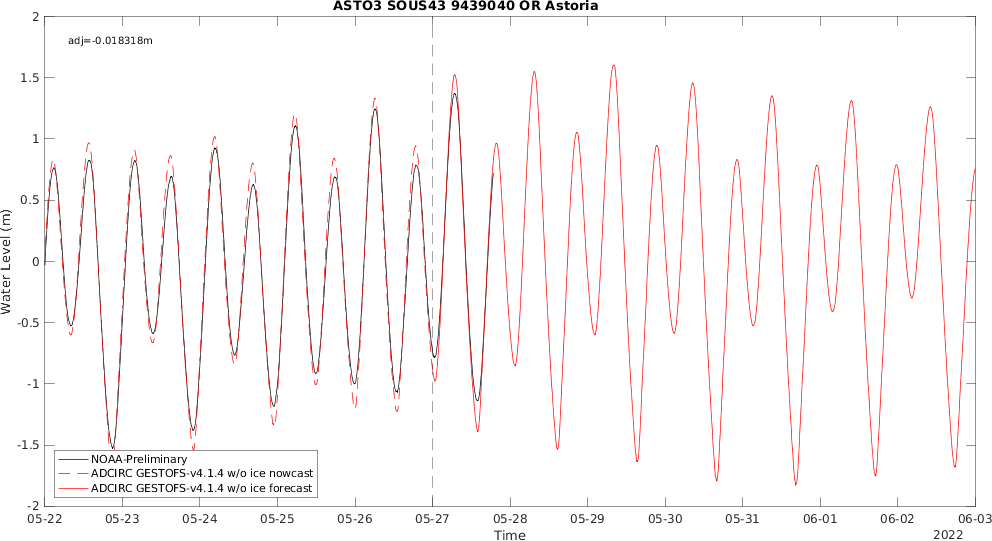 ASTO3 SOUS43 9439040 OR Astoria
adj=-0.018318m
Water Level (m)
2
1.5
1
0.5
0
-0.5
-1
-1.5
-2
NOAA-Preliminary
ADCIRC GESTOFS-v4.1.4 w/o ice nowcast
ADCIRC GESTOFS-v4.1.4 w/o ice forecast
05-22 05-23 05-24 05-25 05-26 05-27 05-28 05-29 05-30 05-31 06-01 06-02 06-03
Time
2022